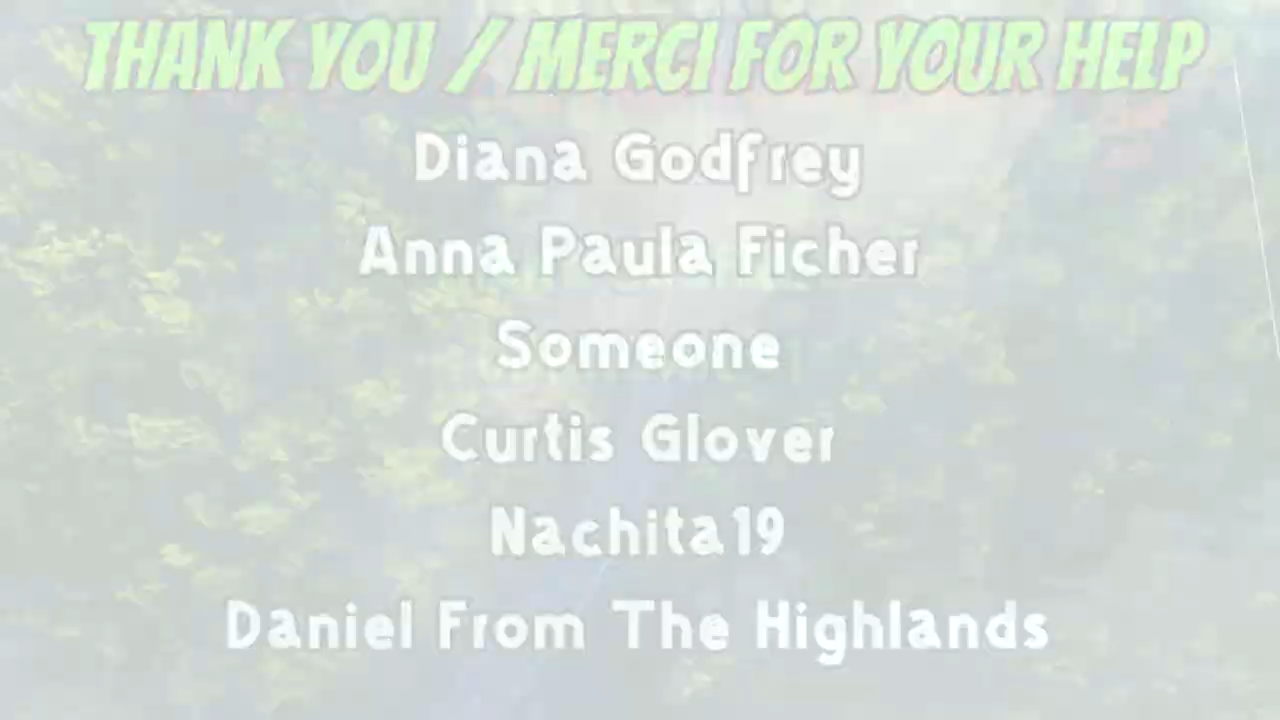 THANK YOU / MERCI FOR YOUR HELP
Diana Godfrey
Anna Paula Ficher
Someone
Curtis Glover
Nachita19
Daniel From The Highlands